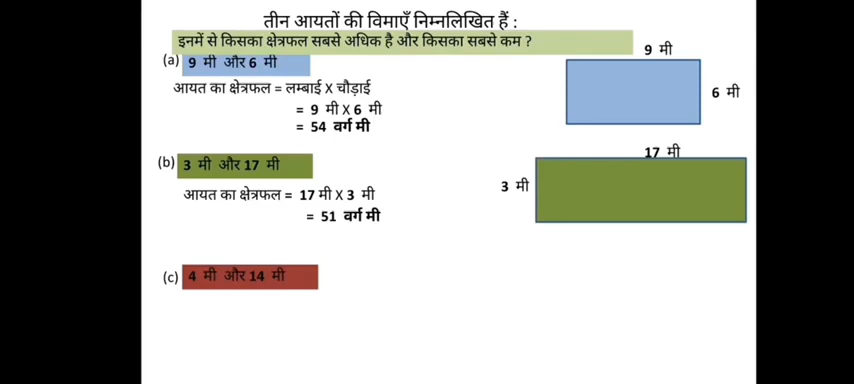 तीन आयतों की विमाएँ निम्नलिखित हैं :
इनमें से किसका क्षेत्रफल सबसे अधिक है और किसका सबसे कम ?
(a) 9 मी और 6 मी
आयत का क्षेत्रफल = लम्बाई X चौड़ाई
= 9 मी X 6 मी
= 54 वर्ग मी
9 मी
6 मी
(b) 3 मी और 17 मी
आयत का क्षेत्रफल = 17 मी X 3 मी
= 51 वर्ग मी
17 मी
3 मी
(c) 4 मी और 14 मी